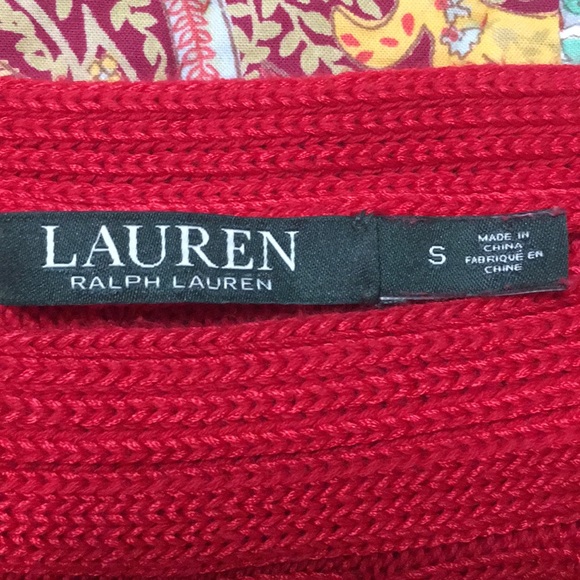 LAUREN
RALPH LAUREN
S
MADE IN
CHINA
FABRIQUÉ EN
CHINE